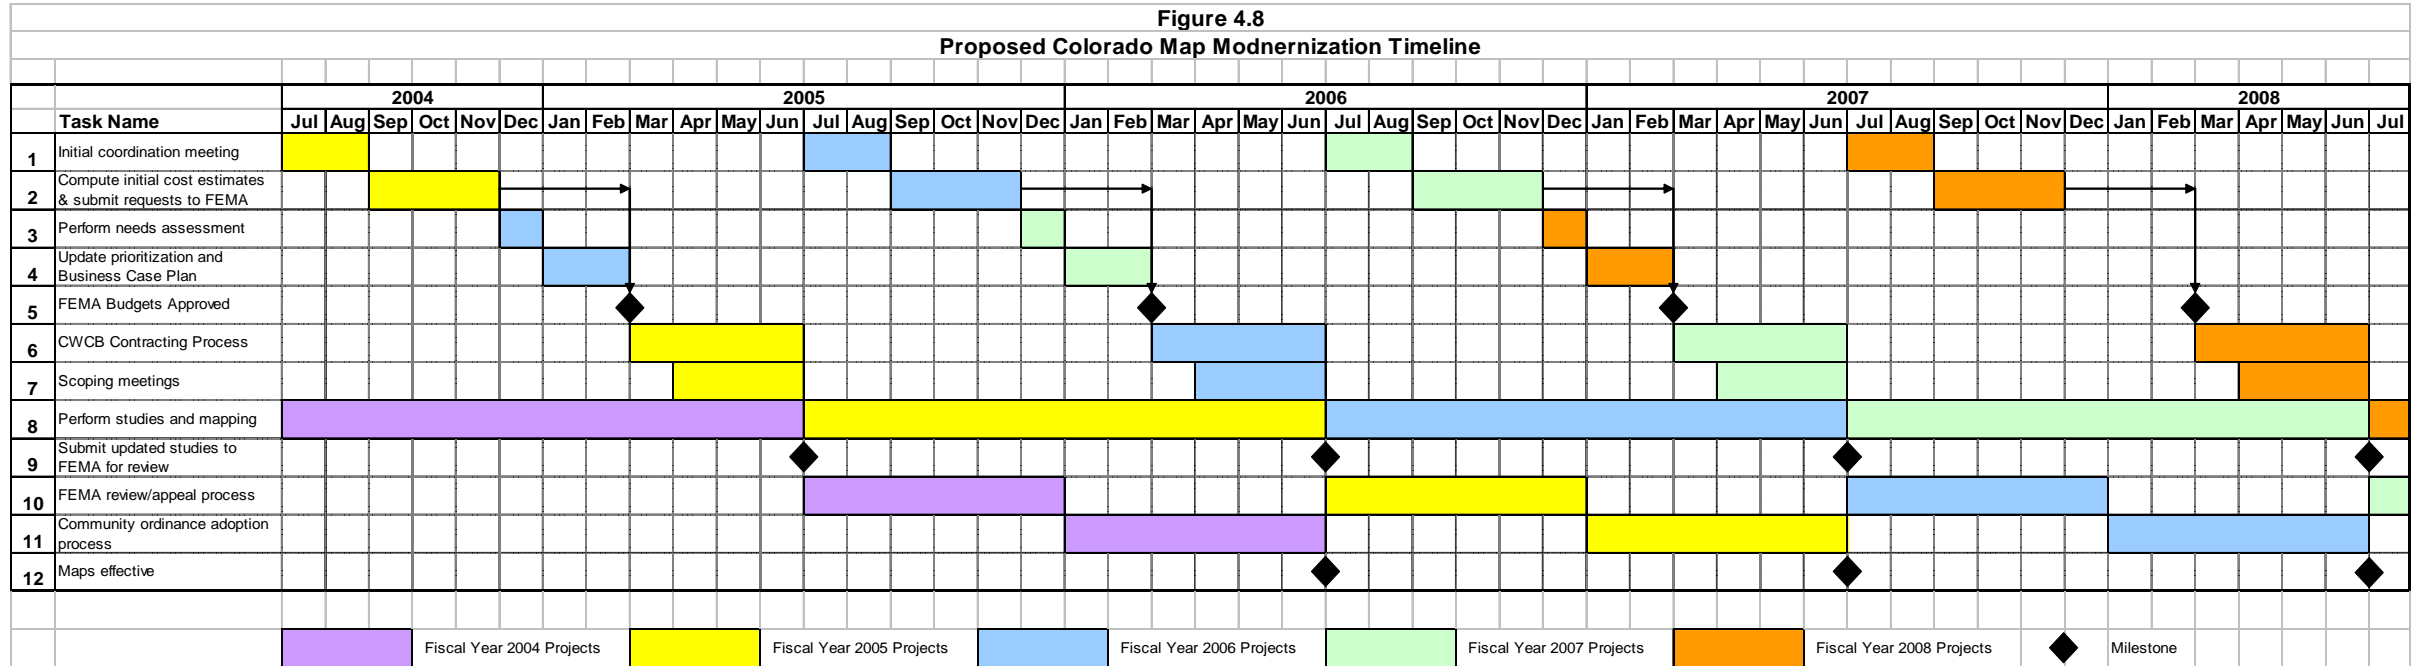 Figure 4.8
Proposed Colorado Map Modnernization Timeline
2004 2005 2006 2007 2008
Task Name Jul Aug Sep Oct Nov Dec Jan Feb Mar Apr May Jun Jul Aug Sep Oct Nov Dec Jan Feb Mar Apr May Jun Jul Aug Sep Oct Nov Dec Jan Feb Mar Apr May Jun Jul Aug Sep Oct Nov Dec Jan Feb Mar Apr May Jun Jul
1 Initial coordination meeting
2 Compute initial cost estimates
& submit requests to FEMA
3 Perform needs assessment
4 Update prioritization and
Business Case Plan
5 FEMA Budgets Approved
6 CWCB Contracting Process
7 Scoping meetings
8 Perform studies and mapping
9 Submit updated studies to
FEMA for review
10 FEMA review/appeal process
11 Community ordinance adoption
process
12 Maps effective
Fiscal Year 2004 Projects Fiscal Year 2005 Projects Fiscal Year 2006 Projects Fiscal Year 2007 Projects Fiscal Year 2008 Projects Milestone